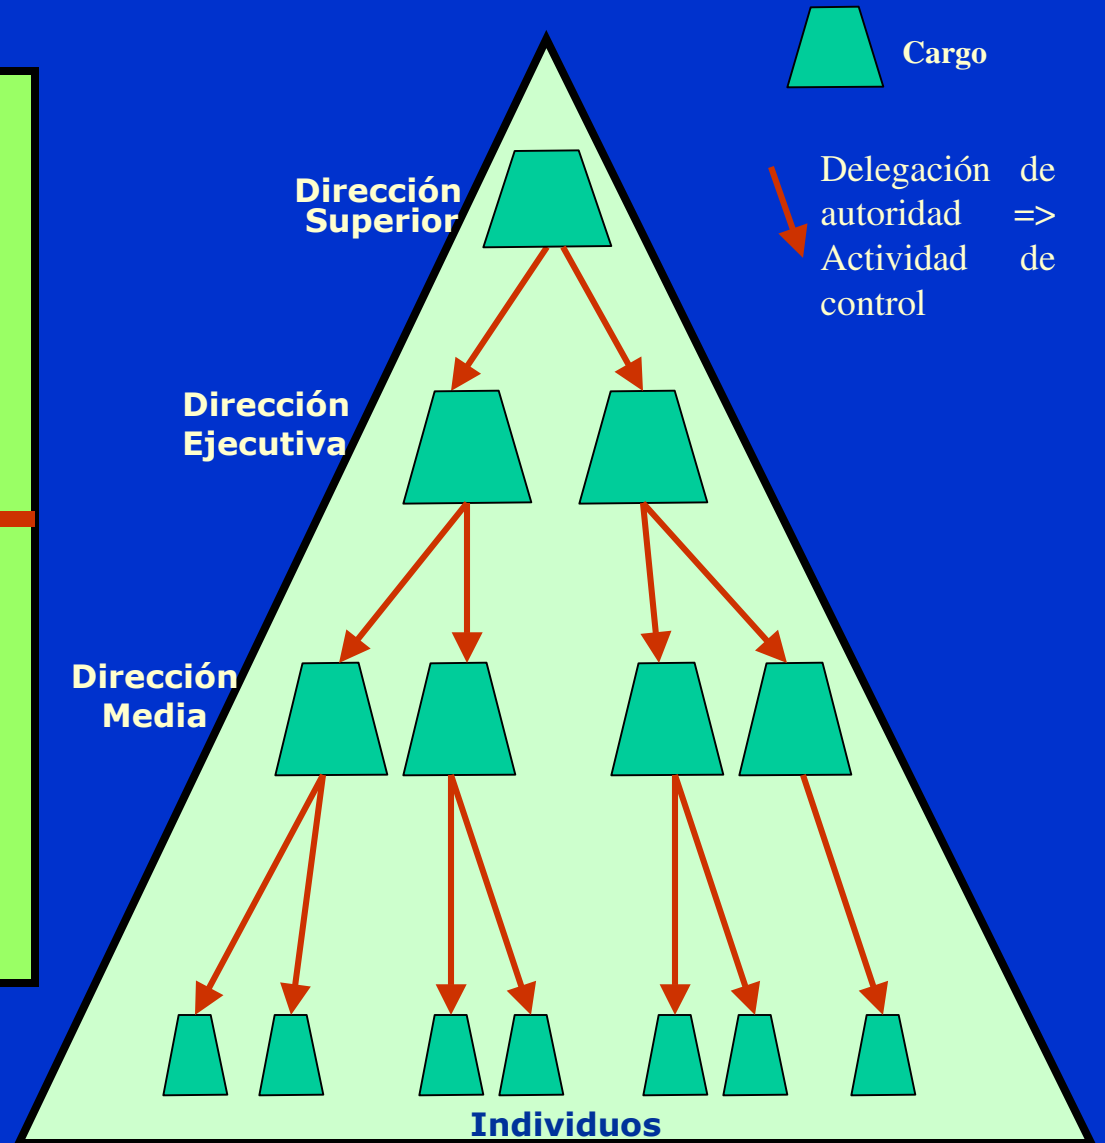 Cargo
Delegación de
autoridad =>
Actividad de
control
Dirección
Superior
Dirección
Ejecutiva
Dirección
Media
Individuos